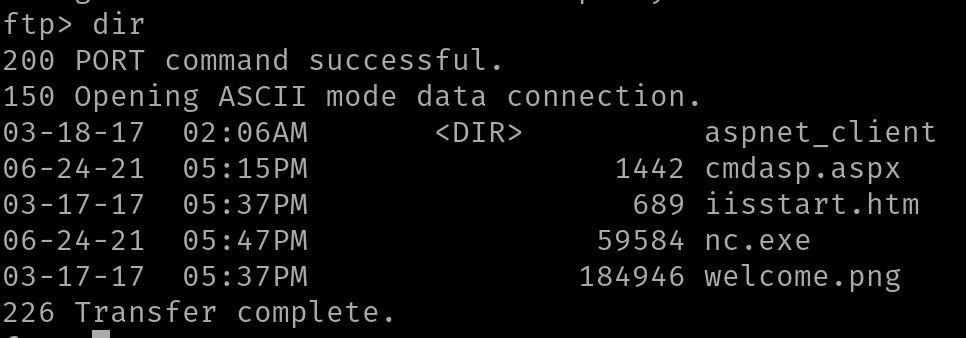 ftp> dir
200 PORT command successful.
150 Opening ASCII mode data connection.
03-18-17  02:06AM       <DIR>          aspnet_client
06-24-21  05:15PM                 1442 cmdasp.aspx
03-17-17  05:37PM                  689 iisstart.htm
06-24-21  05:47PM                59584 nc.exe
03-17-17  05:37PM               184946 welcome.png
226 Transfer complete.